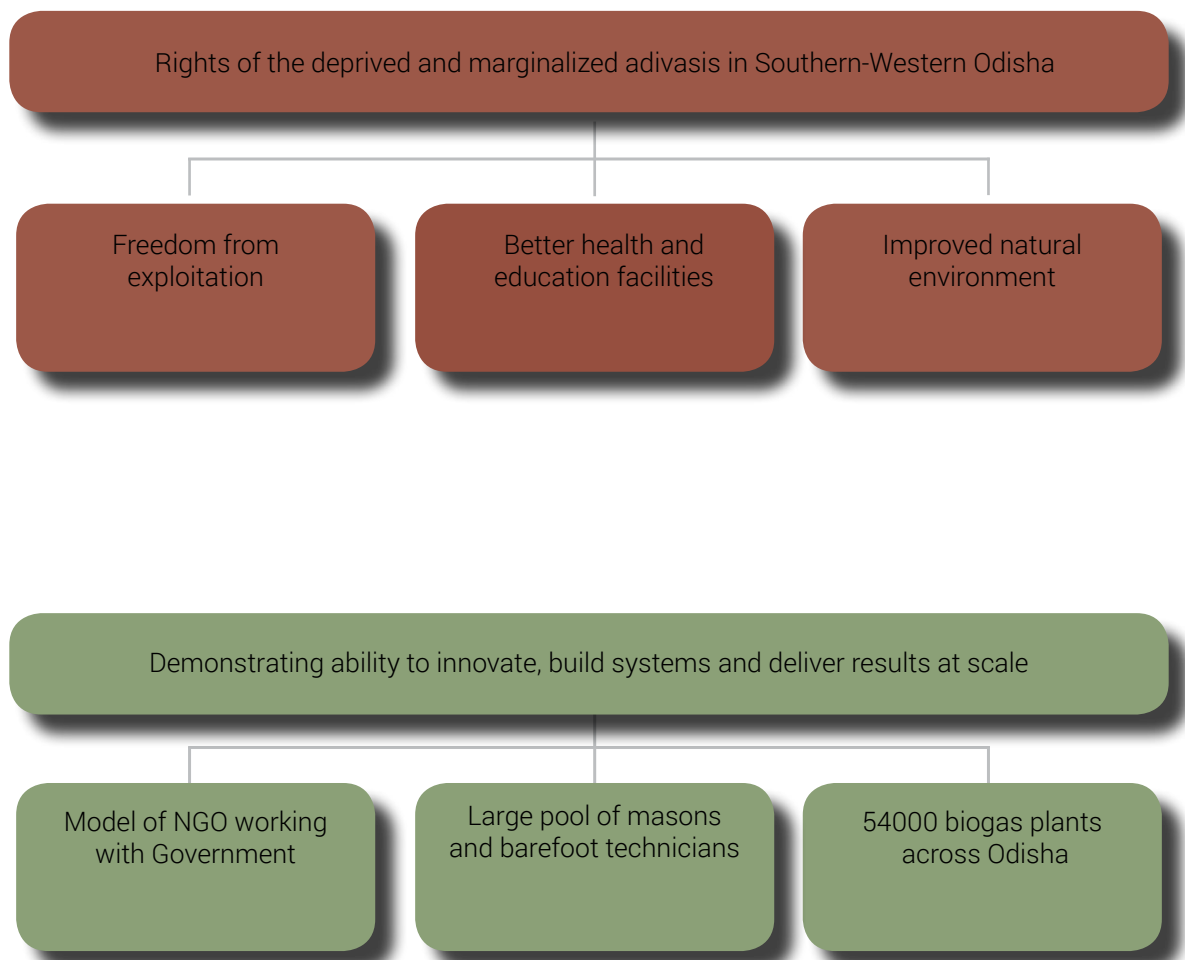 Rights of the deprived and marginalized adivasis in Southern-Western Odisha
Freedom from
exploitation
Better health and
education facilities
Improved natural
environment
Demonstrating ability to innovate, build systems and deliver results at scale
Model of NGO working
with Government
Large pool of masons
and barefoot technicians
54000 biogas plants
across Odisha